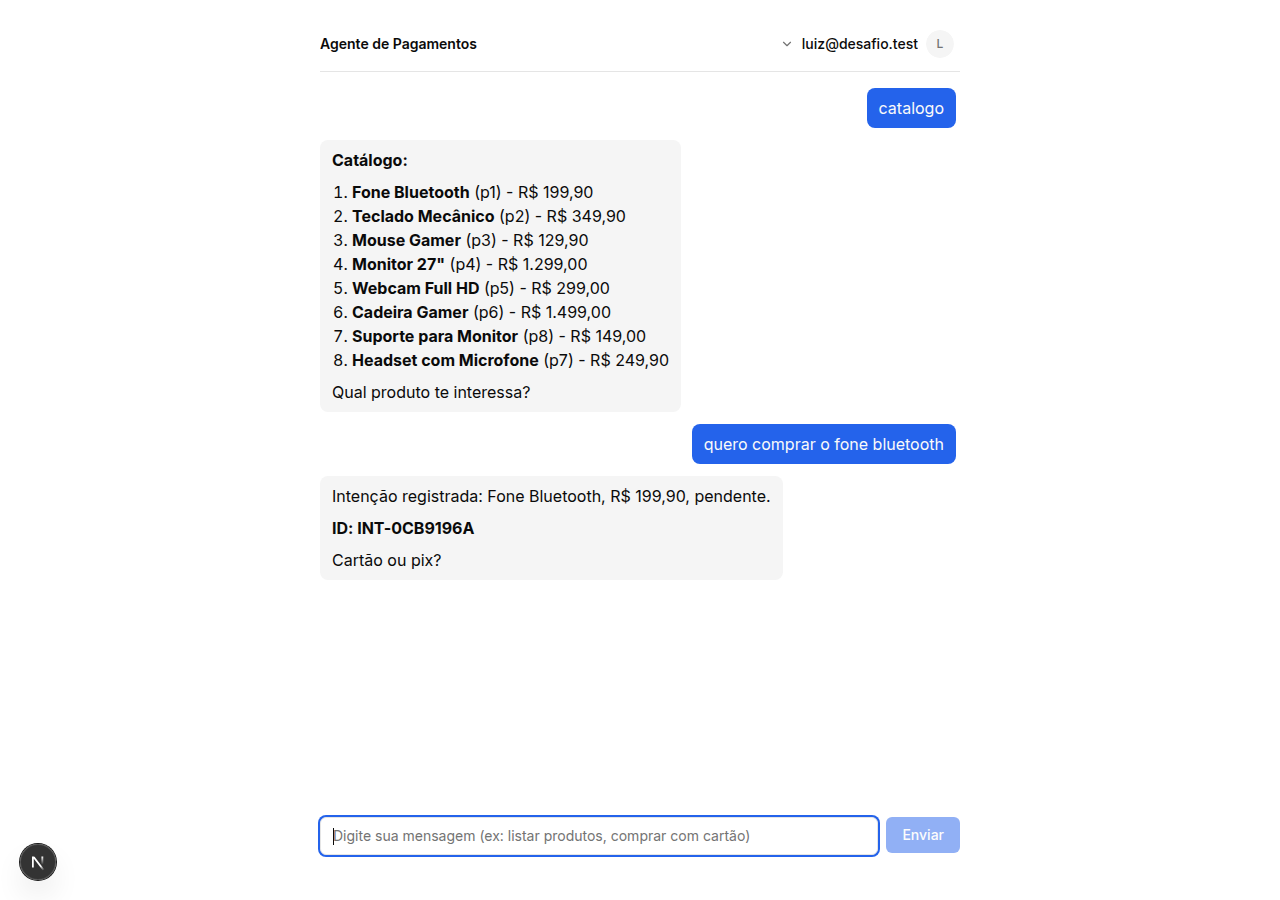 Agente de Pagamentos
luiz@desafio.test
L
catalogo
Catálogo:
1. Fone Bluetooth (p1) - R$ 199,90
2. Teclado Mecânico (p2) - R$ 349,90
3. Mouse Gamer (p3) - R$ 129,90
4. Monitor 27" (p4) - R$ 1.299,00
5. Webcam Full HD (p5) - R$ 299,00
6. Cadeira Gamer (p6) - R$ 1.499,00
7. Suporte para Monitor (p8) - R$ 149,00
8. Headset com Microfone (p7) - R$ 249,90
Qual produto te interessa?
quero comprar o fone bluetooth
Intenção registrada: Fone Bluetooth, R$ 199,90, pendente.
ID: INT-0CB9196A
Cartão ou pix?
Digite sua mensagem (ex: listar produtos, comprar com cartão)
Enviar
N